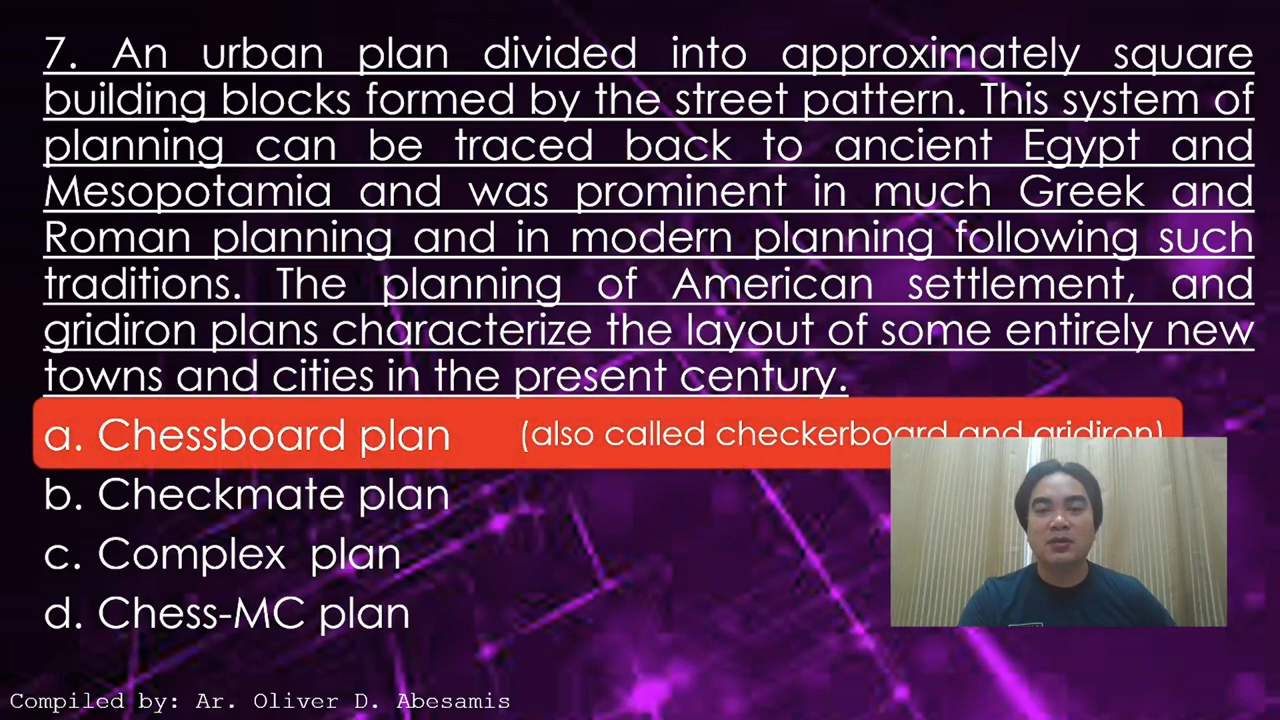 7. An urban plan divided into approximately square
building blocks formed by the street pattern. This system of
planning can be traced back to ancient Egypt and
Mesopotamia and was prominent in much Greek and
Roman planning and in modern planning following such
traditions. The planning of American settlement, and
gridiron plans characterize the layout of some entirely new
towns and cities in the present century.
a. Chessboard plan (also called checkerboard and gridiron)
b. Checkmate plan
c. Complex plan
d. Chess-MC plan
Compiled by: Ar. Oliver D. Abesamis